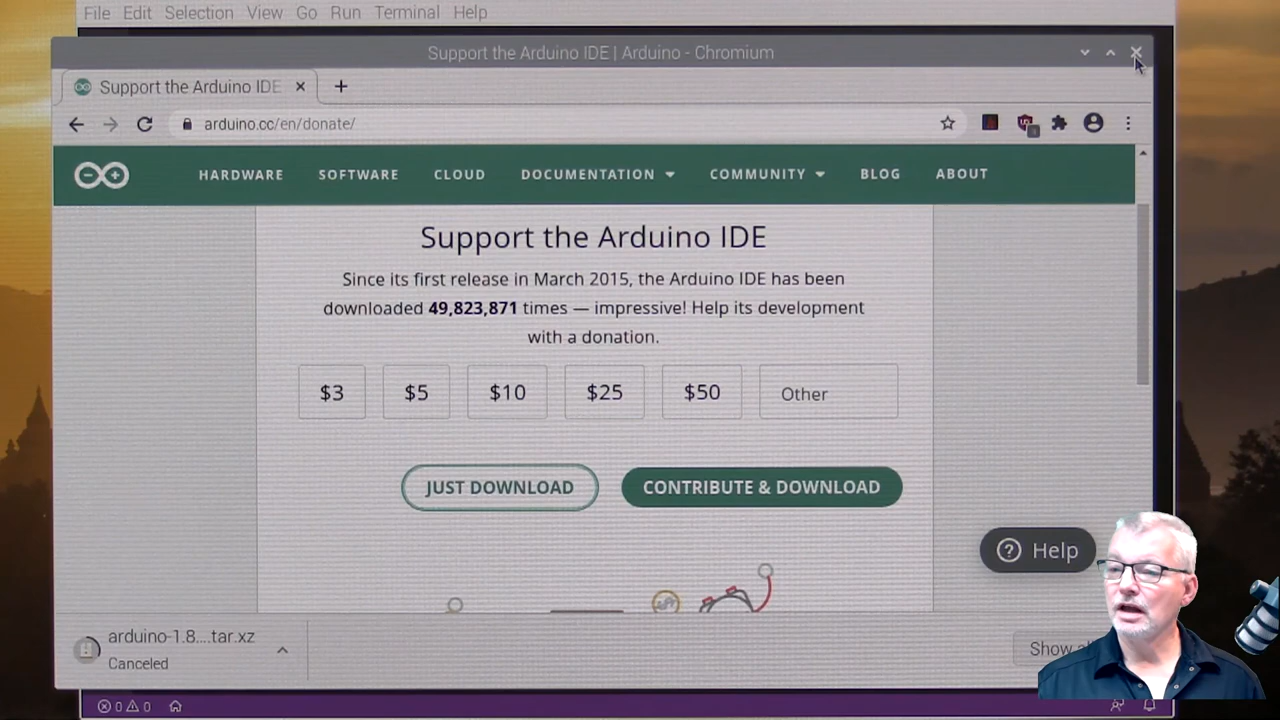 File Edit Selection View Go Run Terminal Help
Support the Arduino IDE | Arduino - Chromium
Support the Arduino IDE
arduino.cc/en/donate/
HARDWARE SOFTWARE CLOUD DOCUMENTATION COMMUNITY BLOG ABOUT
Support the Arduino IDE
Since its first release in March 2015, the Arduino IDE has been
downloaded 49,823,871 times — impressive! Help its development
with a donation.
$3 $5 $10 $25 $50 Other
JUST DOWNLOAD CONTRIBUTE & DOWNLOAD
Help
arduino-1.8....tar.xz
Canceled
Show
0 0